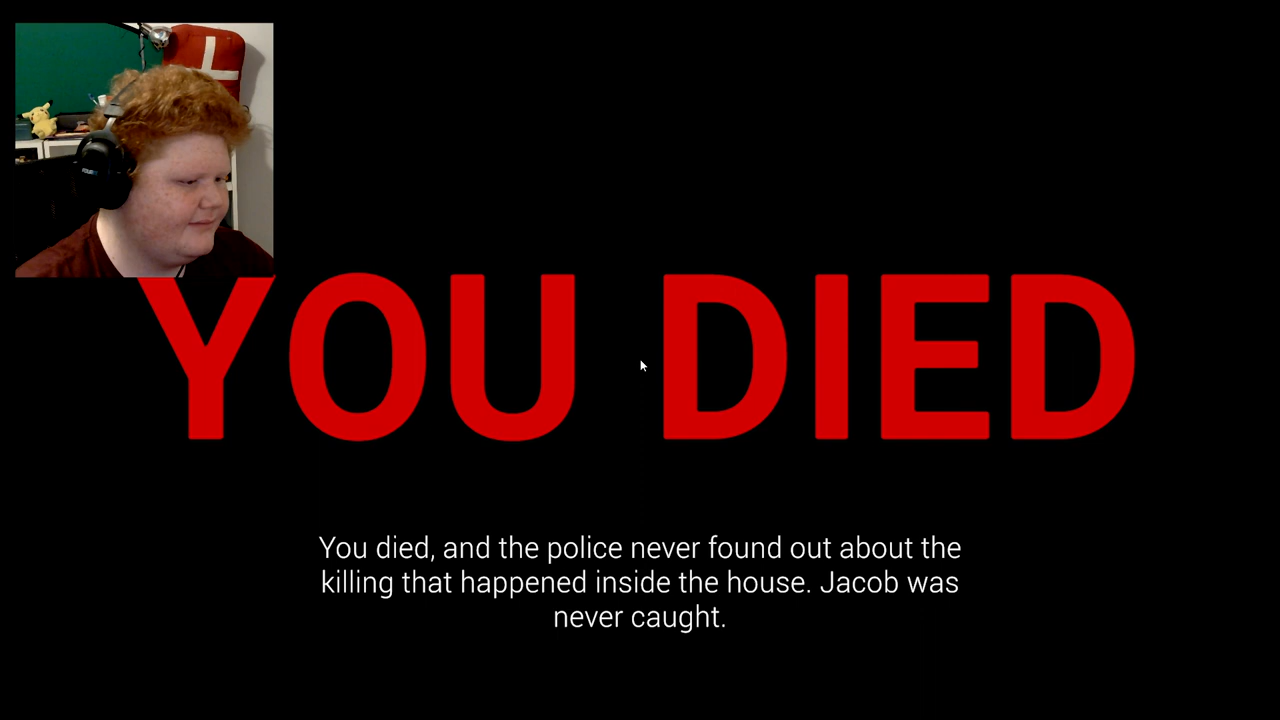 YOU DIED
You died, and the police never found out about the
killing that happened inside the house. Jacob was
never caught.